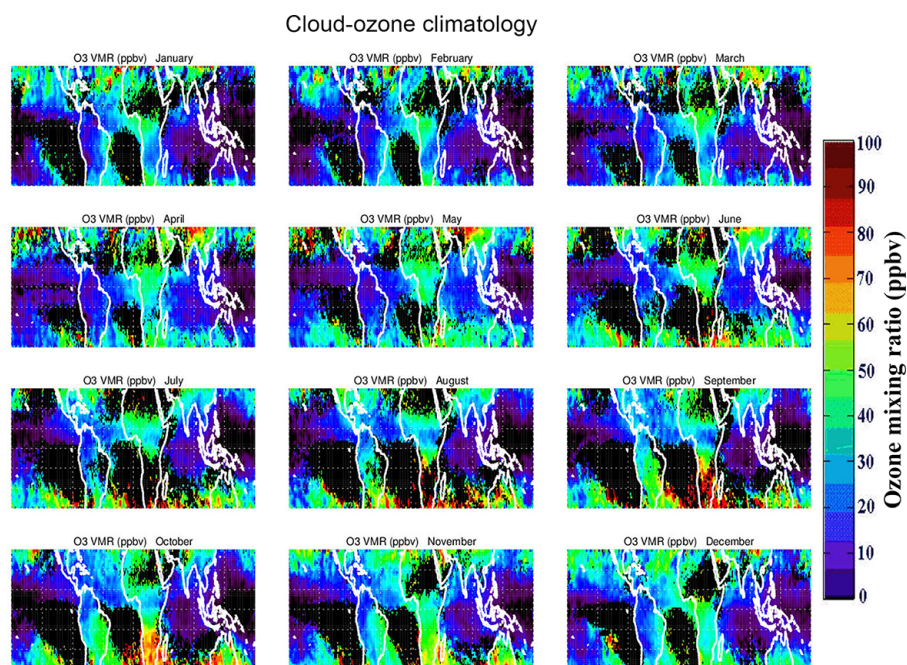 Cloud-ozone climatology
O3 VMR (ppbv) January
O3 VMR (ppbv) February
O3 VMR (ppbv) March
O3 VMR (ppbv) April
O3 VMR (ppbv) May
O3 VMR (ppbv) June
O3 VMR (ppbv) July
O3 VMR (ppbv) August
O3 VMR (ppbv) September
O3 VMR (ppbv) October
O3 VMR (ppbv) November
O3 VMR (ppbv) December
100
90
80
70
60
50
40
30
20
10
0
Ozone mixing ratio (ppbv)